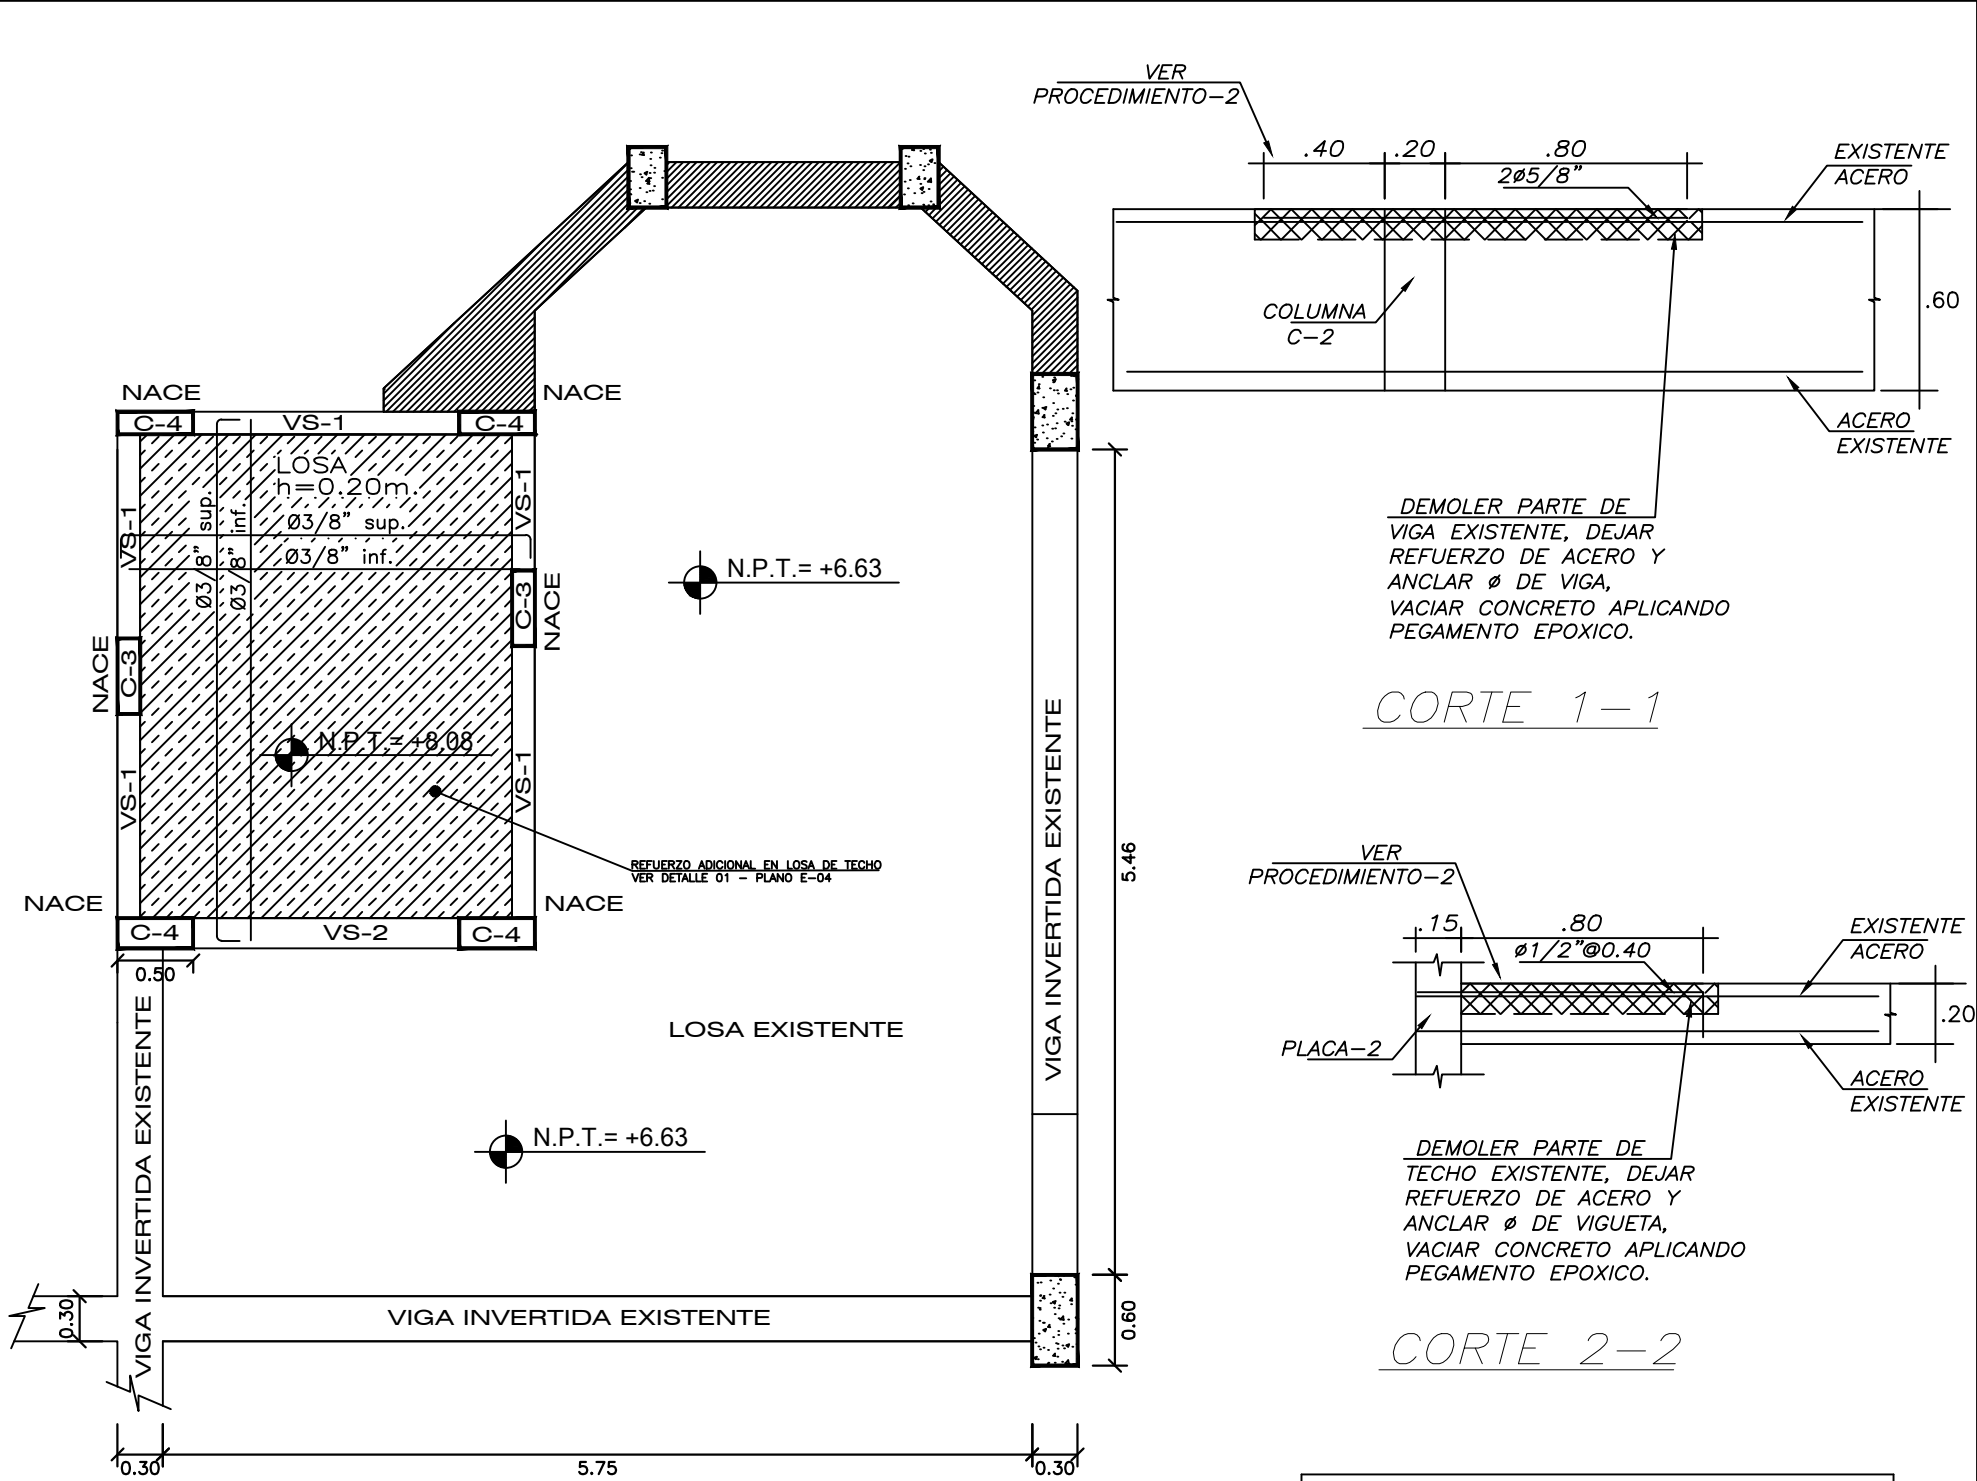 NACE
NACE
C-4
VS-1
C-4
LOSA
h=0.20m.
VS-1
VS-1
Ø3/8" sup.
Ø3/8" inf.
Ø3/8" sup.
Ø3/8" inf.
C-3
NACE
NACE
C-3
N.P.T.= +8.08
VS-1
VS-1
REFUERZO ADICIONAL EN LOSA DE TECHO
VER DETALLE 01 - PLANO E-04
NACE
NACE
C-4
VS-2
C-4
0.50
N.P.T.= +6.63
LOSA EXISTENTE
N.P.T.= +6.63
VIGA INVERTIDA EXISTENTE
VIGA INVERTIDA EXISTENTE
VIGA INVERTIDA EXISTENTE
5.46
0.60
0.30
0.30
5.75
0.30
VER
PROCEDIMIENTO-2
.40
.20
.80
2ø5/8"
EXISTENTE
ACERO
COLUMNA
C-2
.60
ACERO
EXISTENTE
DEMOLER PARTE DE
VIGA EXISTENTE, DEJAR
REFUERZO DE ACERO Y
ANCLAR ø DE VIGA,
VACIAR CONCRETO APLICANDO
PEGAMENTO EPOXICO.
CORTE 1-1
VER
PROCEDIMIENTO-2
.15
.80
ø1/2"@0.40
EXISTENTE
ACERO
.20
PLACA-2
ACERO
EXISTENTE
DEMOLER PARTE DE
TECHO EXISTENTE, DEJAR
REFUERZO DE ACERO Y
ANCLAR ø DE VIGUETA,
VACIAR CONCRETO APLICANDO
PEGAMENTO EPOXICO.
CORTE 2-2